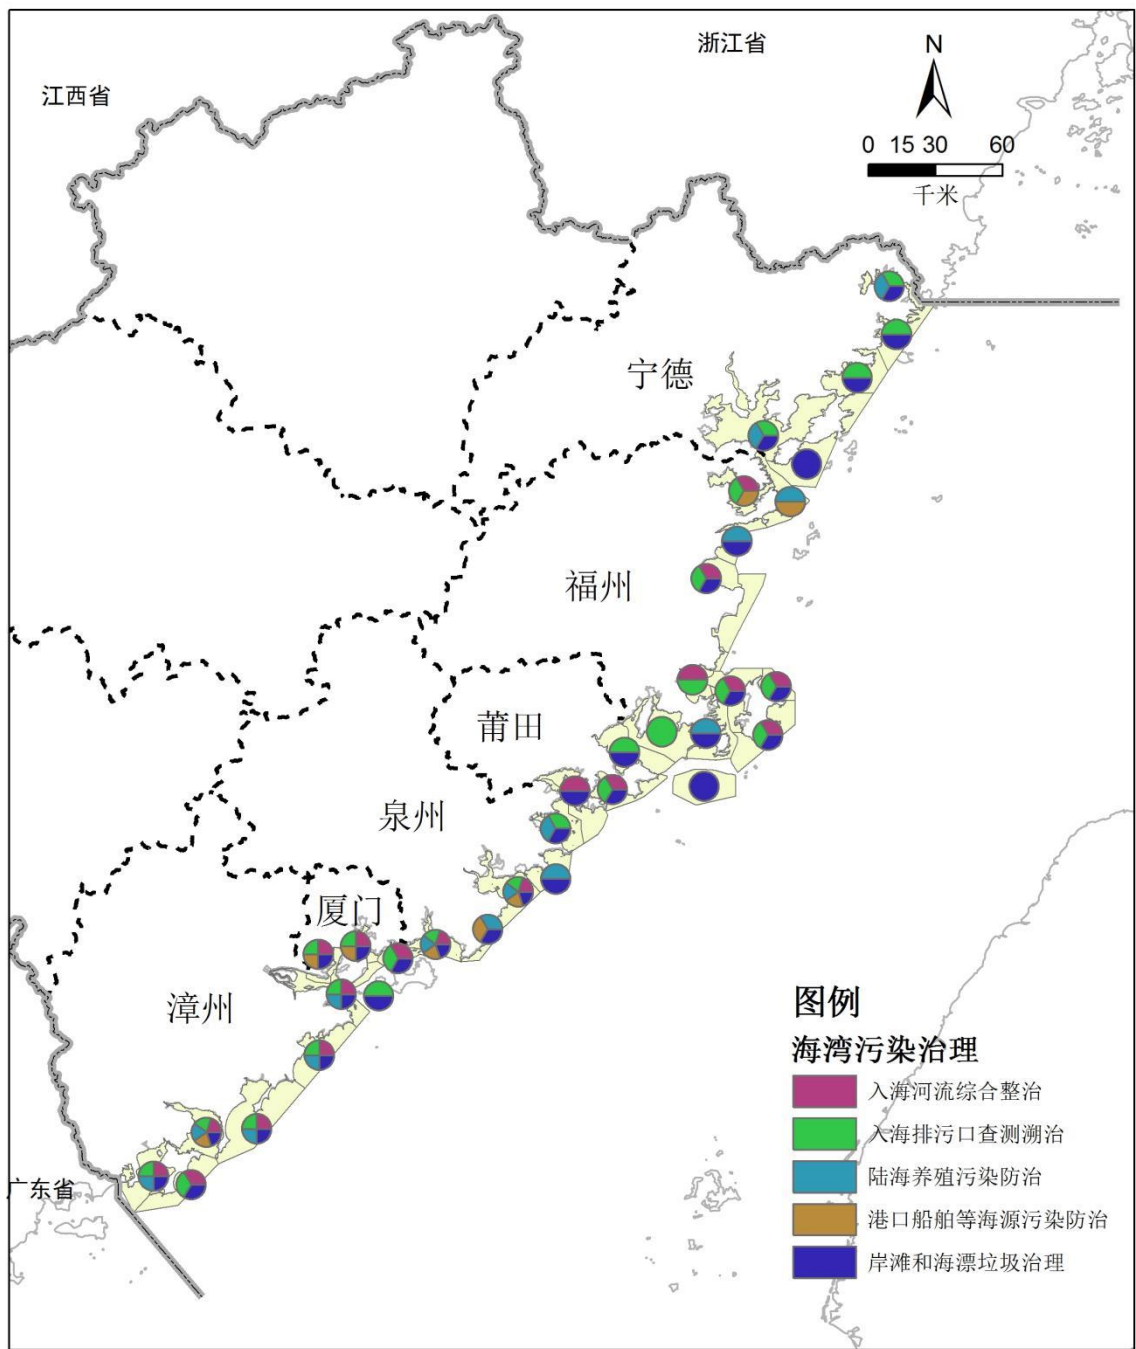 浙江省
江西省
N
0 15 30 60
千米
宁德
福州
莆田
泉州
厦门
漳州
广东省
图例
海湾污染治理
入海河流综合整治
入海排污口查测溯治
陆海养殖污染防治
港口船舶等海源污染防治
岸滩和海漂垃圾治理